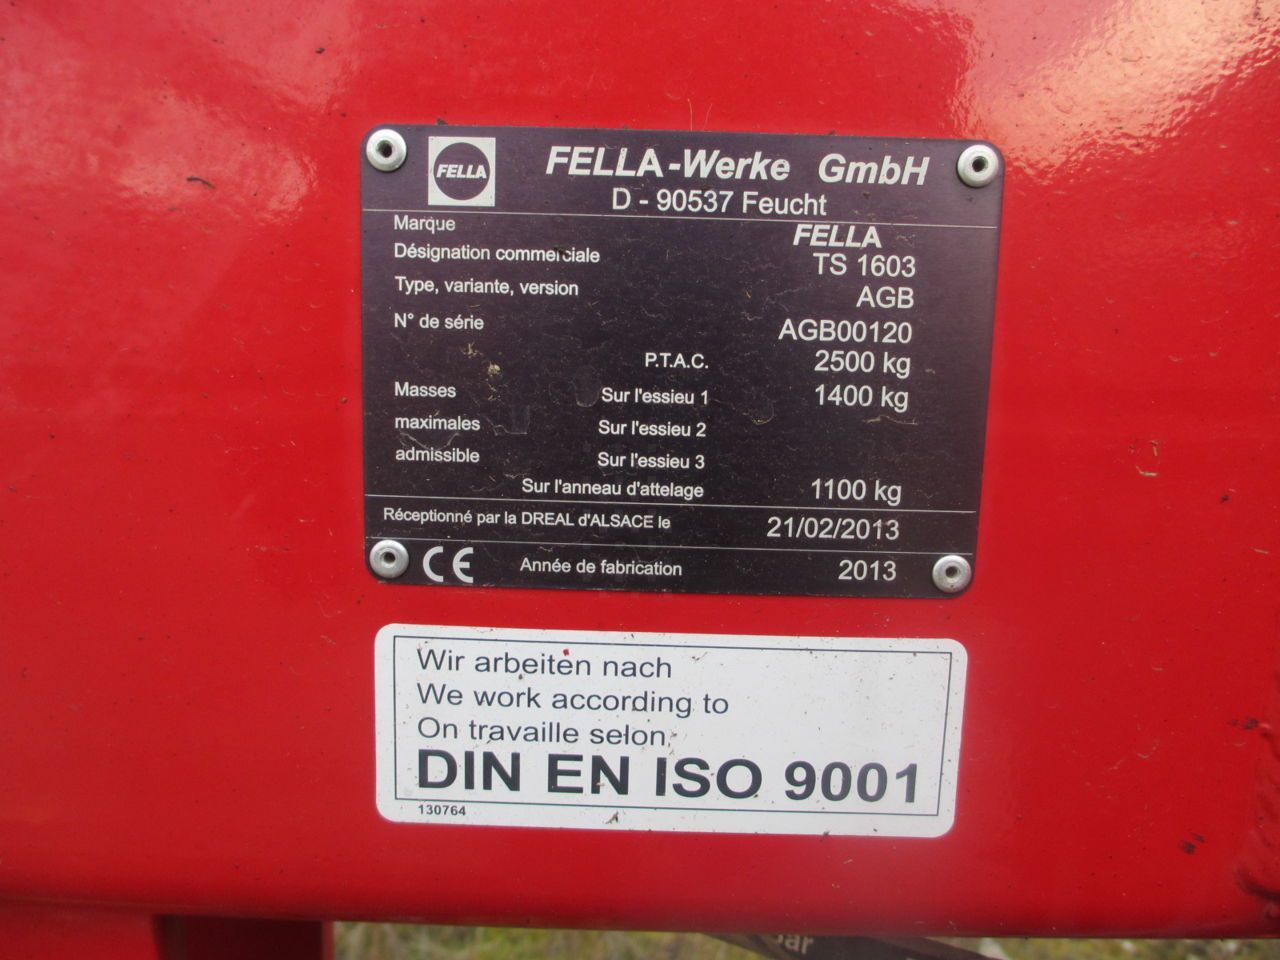 FELLA
FELLA-Werke GmbH
D - 90537 Feucht
Marque FELLA
Désignation commerciale TS 1603
Type, variante, version AGB
N° de série AGB00120
P.T.A.C. 2500 kg
Masses Sur l'essieu 1 1400 kg
maximales Sur l'essieu 2
admissible Sur l'essieu 3
Sur l'anneau d'attelage 1100 kg
Réceptionné par la DREAL d'ALSACE le 21/02/2013
CE Année de fabrication 2013
Wir arbeiten nach
We work according to
On travaille selon
DIN EN ISO 9001
130764